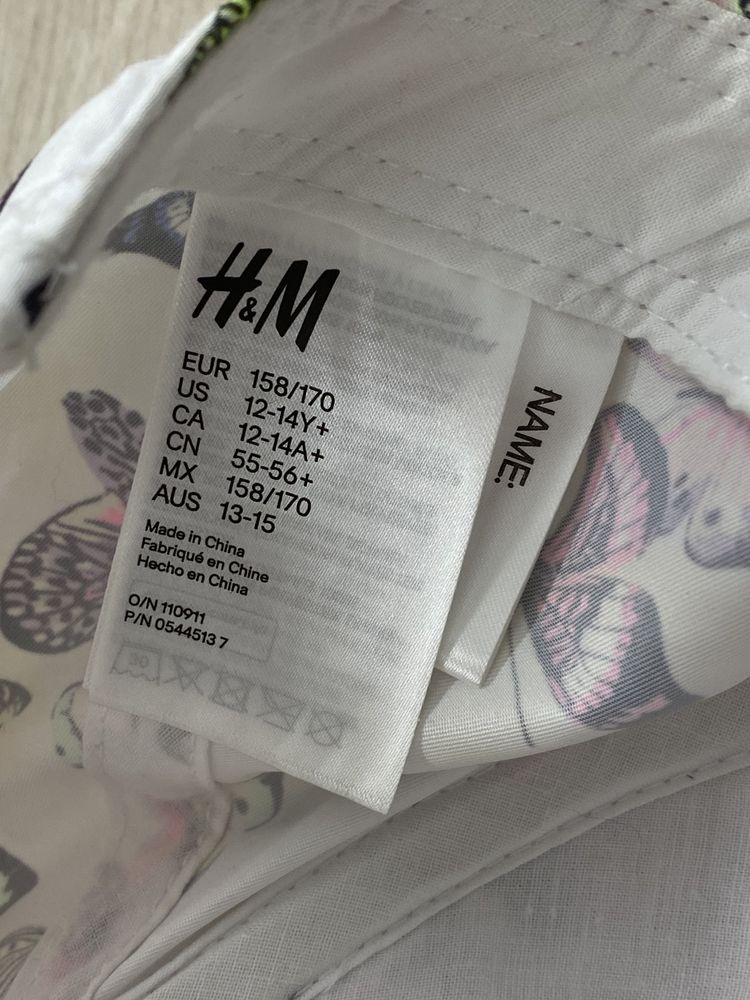 H&M
EUR 158/170
US 12-14Y+
CA 12-14A+
CN 55-56+
MX 158/170
AUS 13-15
Made in China
Fabriqué en Chine
Hecho en China
O/N 110911
P/N 0544513 7
NAME: